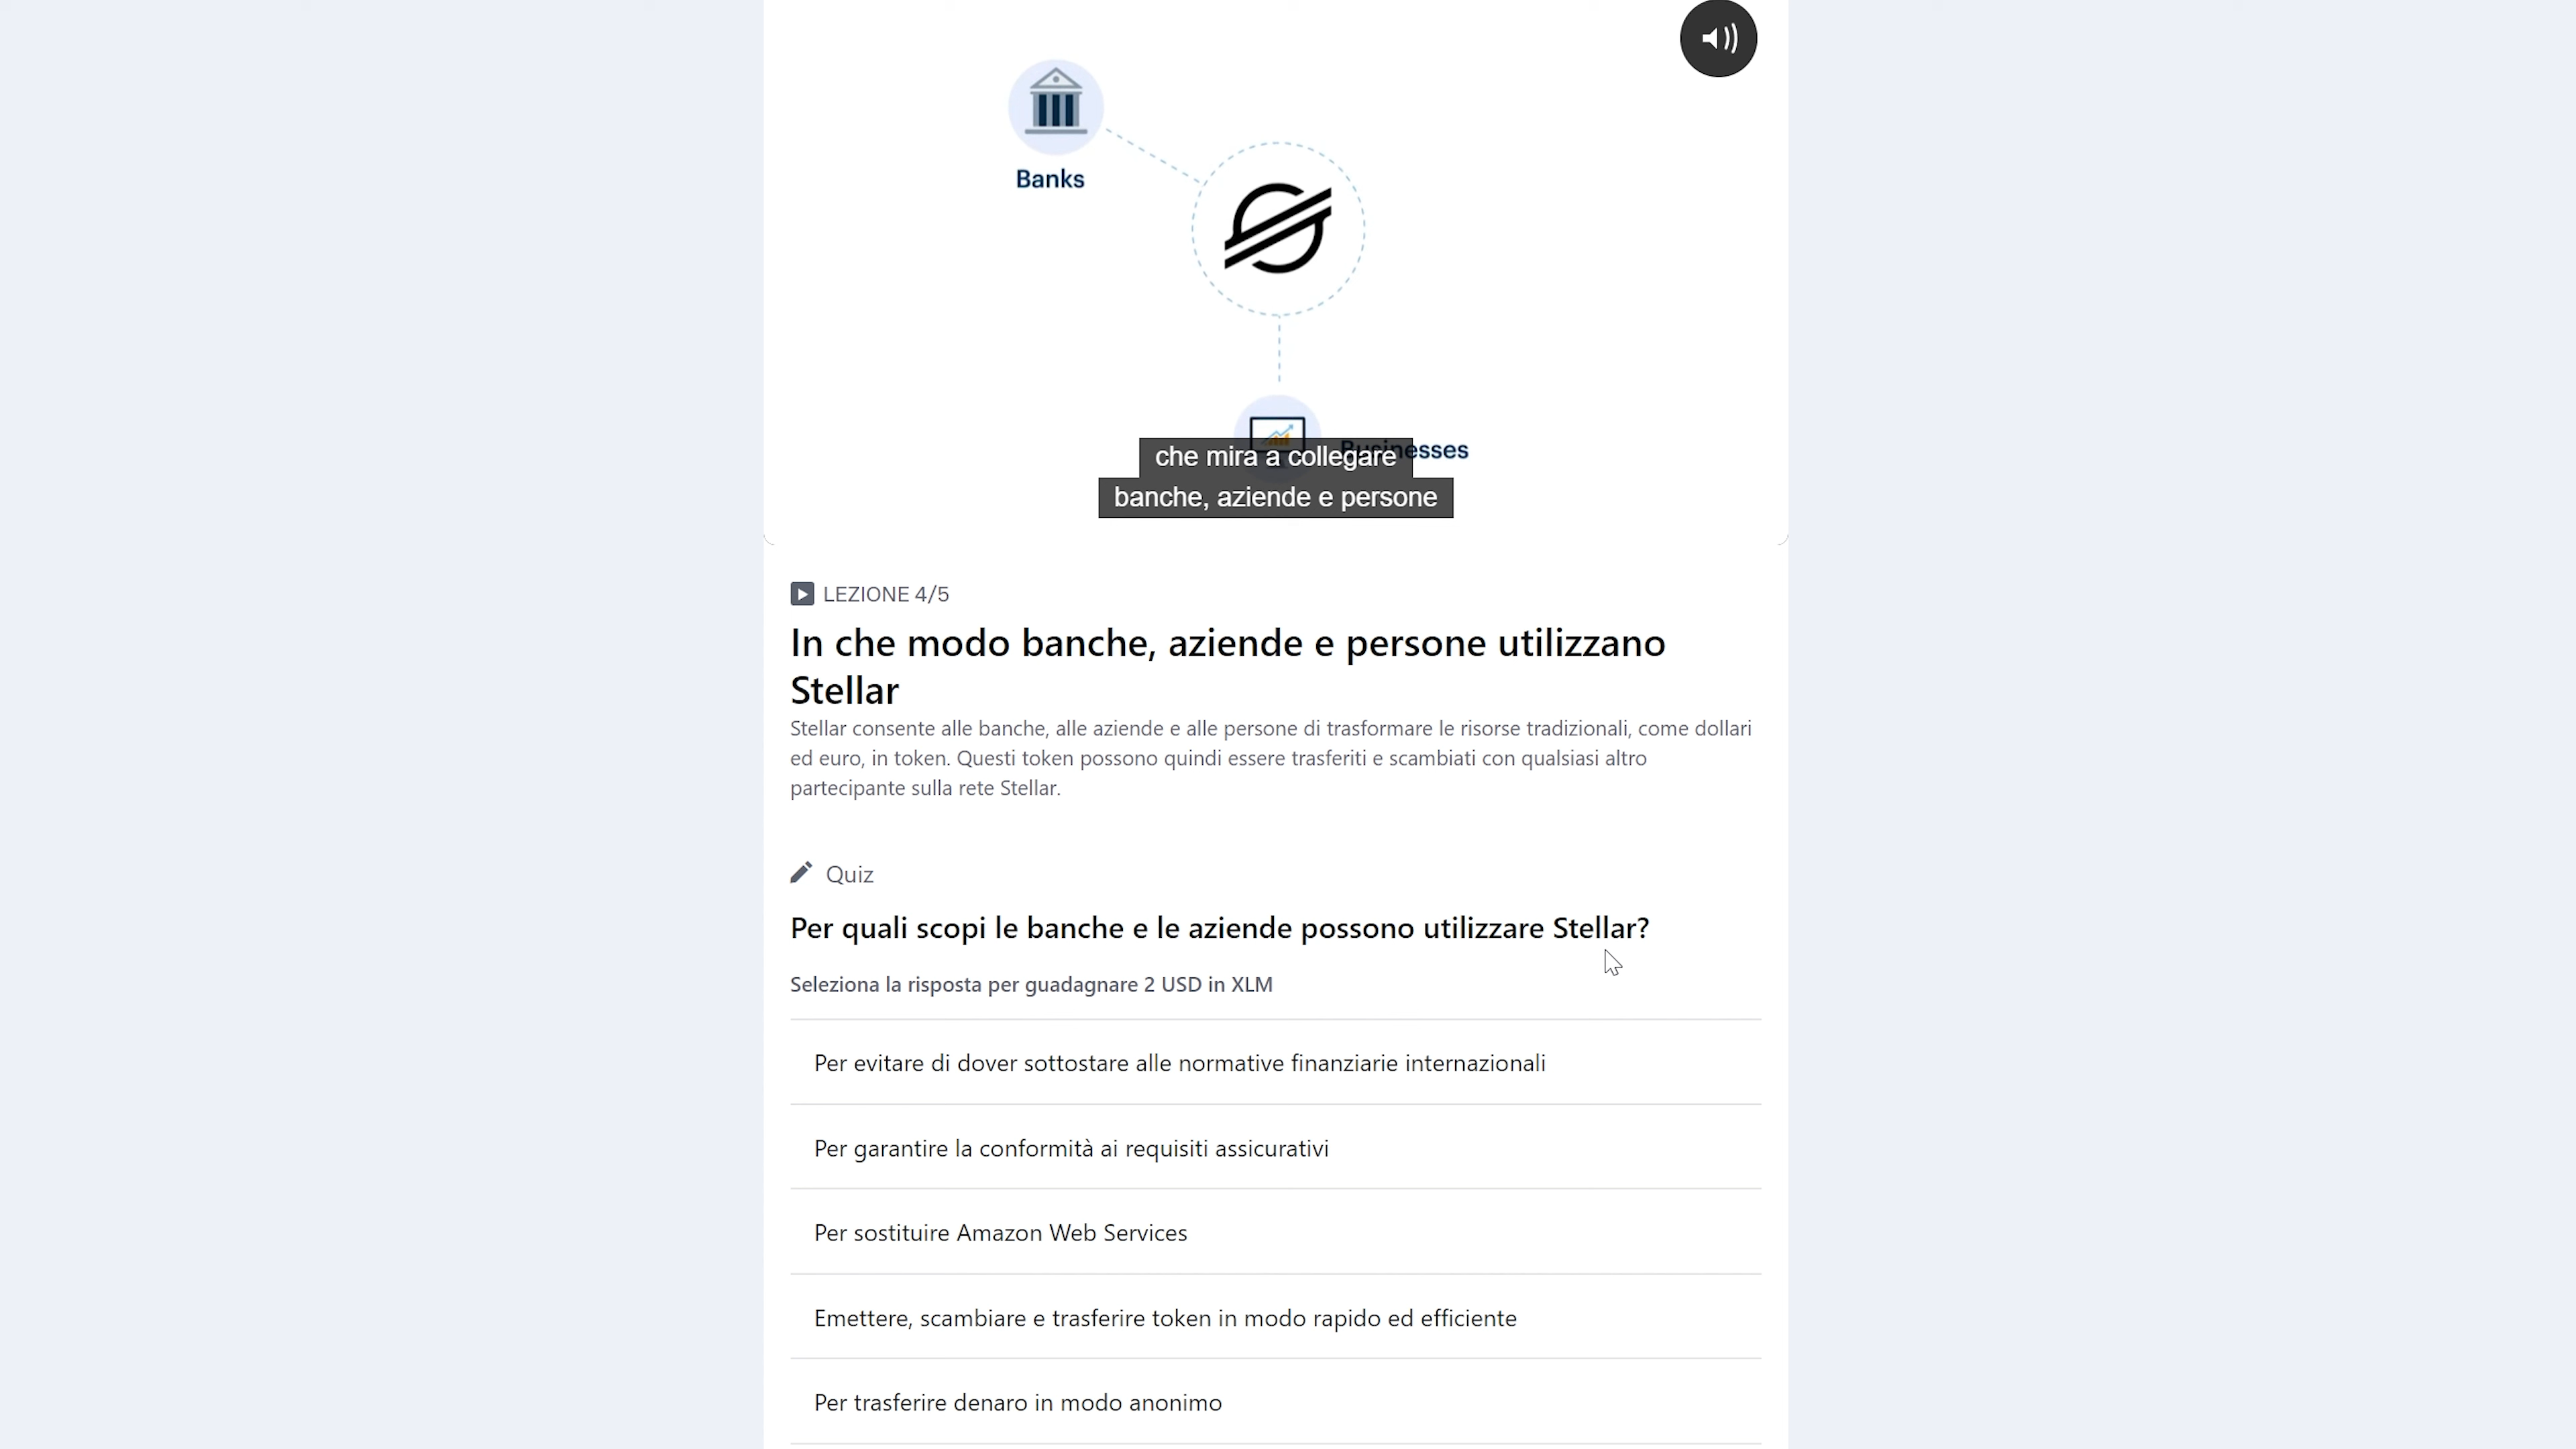 Banks
Businesses
che mira a collegare
banche, aziende e persone
LEZIONE 4/5
In che modo banche, aziende e persone utilizzano
Stellar
Stellar consente alle banche, alle aziende e alle persone di trasformare le risorse tradizionali, come dollari
ed euro, in token. Questi token possono quindi essere trasferiti e scambiati con qualsiasi altro
partecipante sulla rete Stellar.
Quiz
Per quali scopi le banche e le aziende possono utilizzare Stellar?
Seleziona la risposta per guadagnare 2 USD in XLM
Per evitare di dover sottostare alle normative finanziarie internazionali
Per garantire la conformità ai requisiti assicurativi
Per sostituire Amazon Web Services
Emettere, scambiare e trasferire token in modo rapido ed efficiente
Per trasferire denaro in modo anonimo